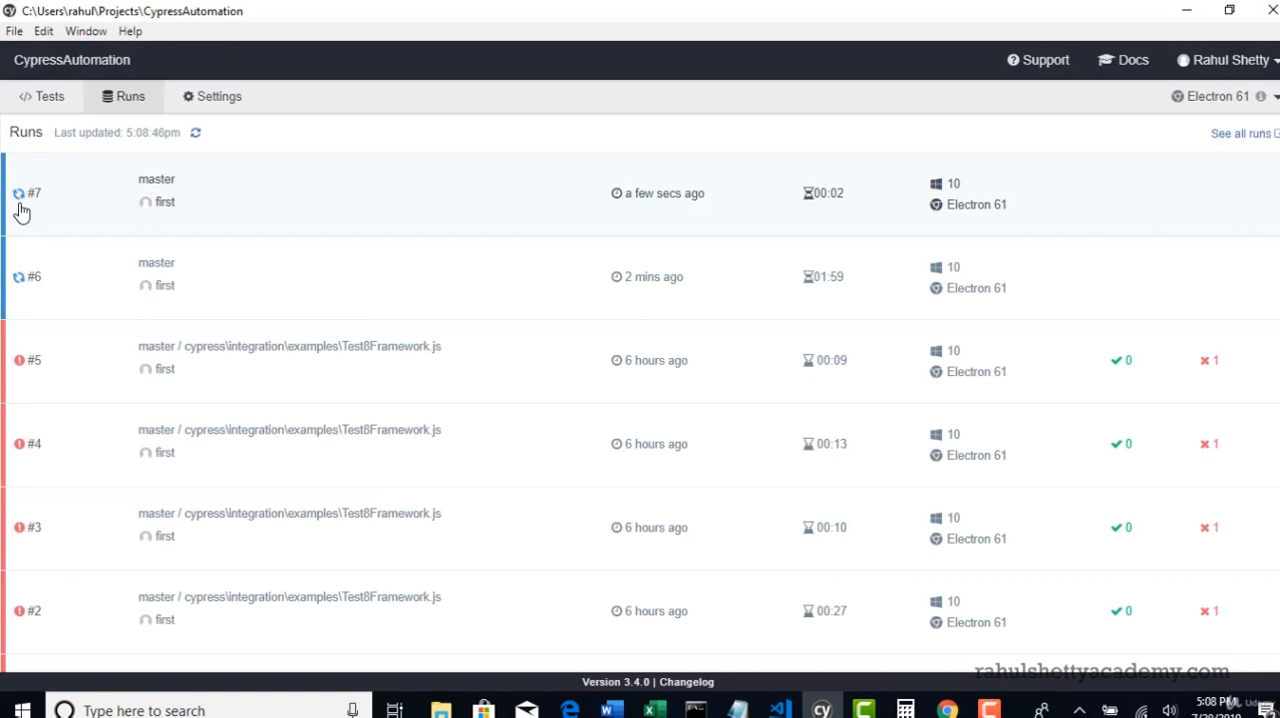 C:\Users\rahul\Projects\CypressAutomation
File Edit Window Help
CypressAutomation Support Docs Rahul Shetty
</> Tests Runs Settings Electron 61
Runs Last updated: 5:08:46pm See all runs
#7 master a few secs ago 00:02 10
first Electron 61
#6 master 2 mins ago 01:59 10
first Electron 61
#5 master / cypress\integration\examples\Test8Framework.js 6 hours ago 00:09 10 0 1
first Electron 61
#4 master / cypress\integration\examples\Test8Framework.js 6 hours ago 00:13 10 0 1
first Electron 61
#3 master / cypress\integration\examples\Test8Framework.js 6 hours ago 00:10 10 0 1
first Electron 61
#2 master / cypress\integration\examples\Test8Framework.js 6 hours ago 00:27 10 0 1
first Electron 61
rahulshettyacademy.com
Version 3.4.0 | Changelog
Type here to search 5:08 PM